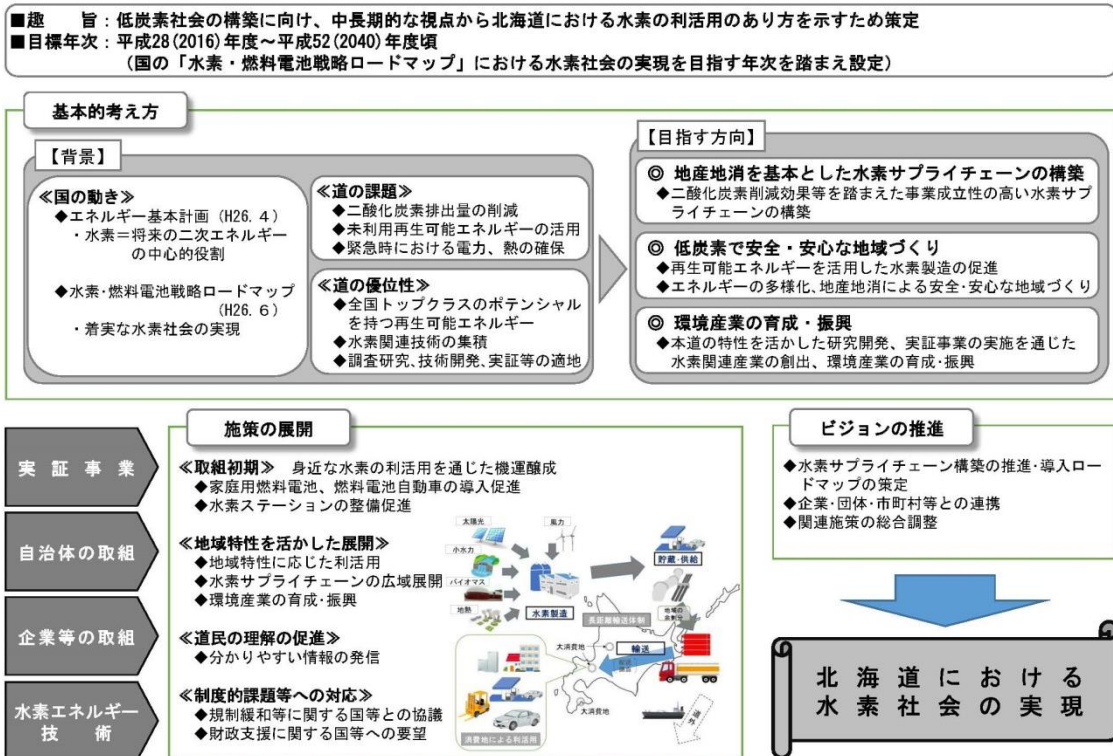 ■趣　　旨：低炭素社会の構築に向け、中長期的な視点から北海道における水素の利活用のあり方を示すため策定
■目標年次：平成28(2016)年度～平成52(2040)年度頃
（国の「水素・燃料電池戦略ロードマップ」における水素社会の実現を目指す年次を踏まえ設定）
基本的考え方
【背景】
≪国の動き≫
◆エネルギー基本計画（H26.4）
・水素＝将来の二次エネルギー
の中心的役割
◆水素・燃料電池戦略ロードマップ
（H26.6）
・着実な水素社会の実現
≪道の課題≫
◆二酸化炭素排出量の削減
◆未利用再生可能エネルギーの活用
◆緊急時における電力、熱の確保
≪道の優位性≫
◆全国トップクラスのポテンシャル
を持つ再生可能エネルギー
◆水素関連技術の集積
◆調査研究、技術開発、実証等の適地
【目指す方向】
◎ 地産地消を基本とした水素サプライチェーンの構築
◆二酸化炭素削減効果等を踏まえた事業成立性の高い水素サプ
ライチェーンの構築
◎ 低炭素で安全・安心な地域づくり
◆再生可能エネルギーを活用した水素製造の促進
◆エネルギーの多様化、地産地消による安全・安心な地域づくり
◎ 環境産業の育成・振興
◆本道の特性を活かした研究開発、実証事業の実施を通じた
水素関連産業の創出、環境産業の育成・振興
実証事業
自治体の取組
企業等の取組
水素エネルギー
技術
施策の展開
≪取組初期≫　身近な水素の利活用を通じた機運醸成
◆家庭用燃料電池、燃料電池自動車の導入促進
◆水素ステーションの整備促進
≪地域特性を活かした展開≫
◆地域特性に応じた利活用
◆水素サプライチェーンの広域展開
◆環境産業の育成・振興
≪道民の理解の促進≫
◆分かりやすい情報の発信
≪制度的課題等への対応≫
◆規制緩和等に関する国等との協議
◆財政支援に関する国等への要望
太陽光
風力
小水力
バイオマス
地熱
水素製造
貯蔵・供給
長距離輸送体制
地域の
大消費地
輸送
大消費地
道外
消費地による利活用
ビジョンの推進
◆水素サプライチェーン構築の推進・導入ロー
ドマップの策定
◆企業・団体・市町村等との連携
◆関連施策の総合調整
北海道における
水素社会の実現